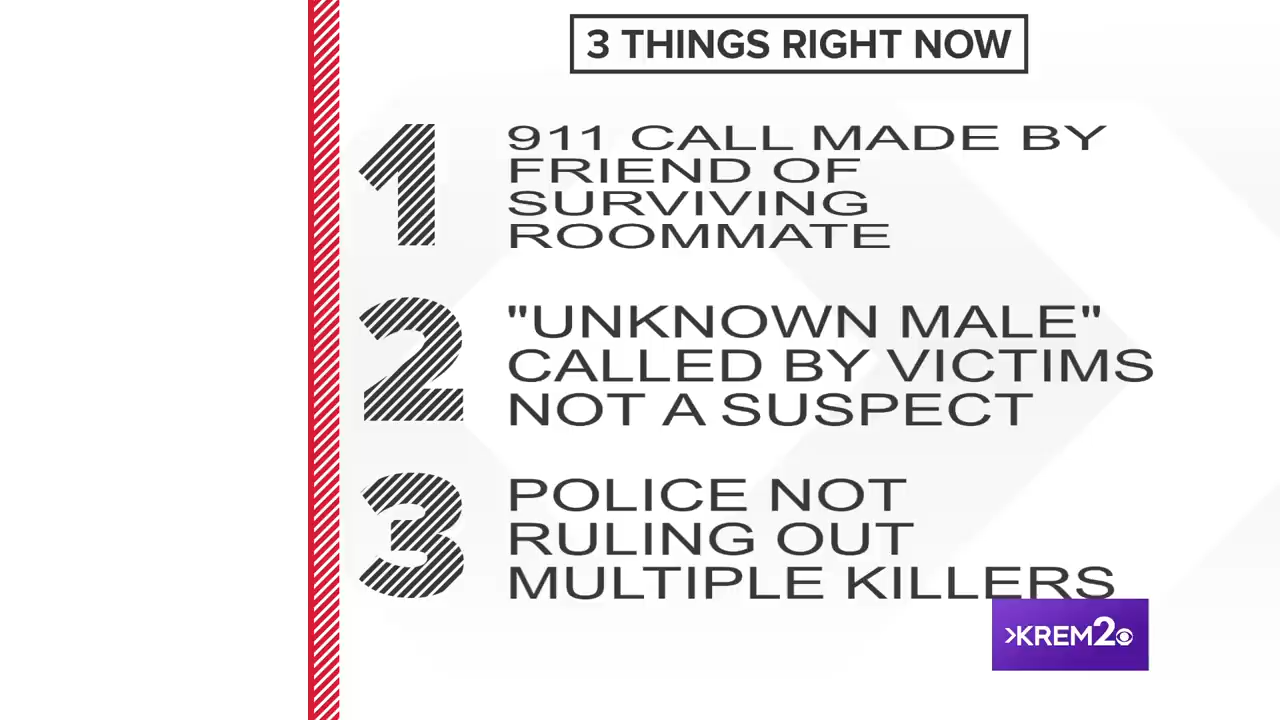 3 THINGS RIGHT NOW
1
911 CALL MADE BY
FRIEND OF
SURVIVING
ROOMMATE
2
"UNKNOWN MALE"
CALLED BY VICTIMS
NOT A SUSPECT
3
POLICE NOT
RULING OUT
MULTIPLE KILLERS
KREM2